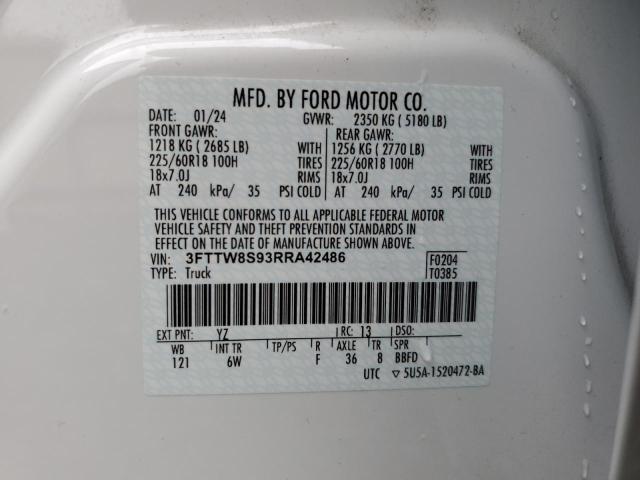 MFD. BY FORD MOTOR CO.
DATE: 01/24 GVWR: 2350 KG ( 5180 LB)
FRONT GAWR: REAR GAWR:
1218 KG ( 2685 LB) WITH 1256 KG ( 2770 LB) WITH
225/60R18 100H TIRES 225/60R18 100H TIRES
18x7.0J RIMS 18x7.0J RIMS
AT 240 kPa/ 35 PSI COLD AT 240 kPa/ 35 PSI COLD
THIS VEHICLE CONFORMS TO ALL APPLICABLE FEDERAL MOTOR
VEHICLE SAFETY AND THEFT PREVENTION STANDARDS IN
EFFECT ON THE DATE OF MANUFACTURE SHOWN ABOVE.
VIN: 3FTTW8S93RRA42486 F0204
TYPE: Truck T0385
EXT PNT: YZ RC: 13 DSO:
WB INT TR TP/PS R AXLE TR SPR
121 6W F 36 8 BBFD
UTC ▽ 5U5A-1520472-BA